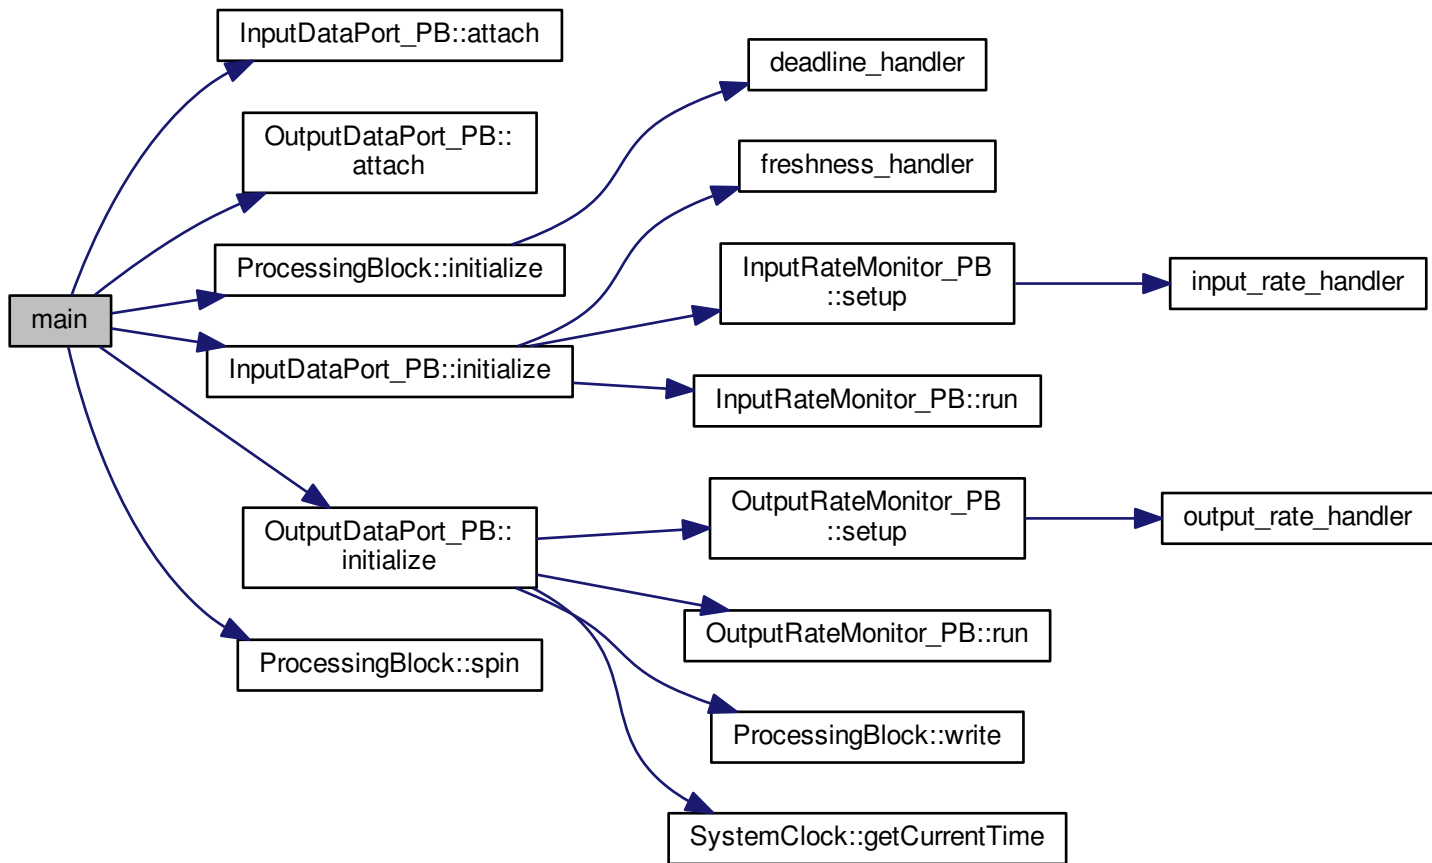 InputDataPort_PB::attach
deadline_handler
OutputDataPort_PB::
attach
freshness_handler
ProcessingBlock::initialize
InputRateMonitor_PB
::setup
input_rate_handler
main
InputDataPort_PB::initialize
InputRateMonitor_PB::run
OutputRateMonitor_PB
::setup
output_rate_handler
OutputDataPort_PB::
initialize
OutputRateMonitor_PB::run
ProcessingBlock::spin
ProcessingBlock::write
SystemClock::getCurrentTime